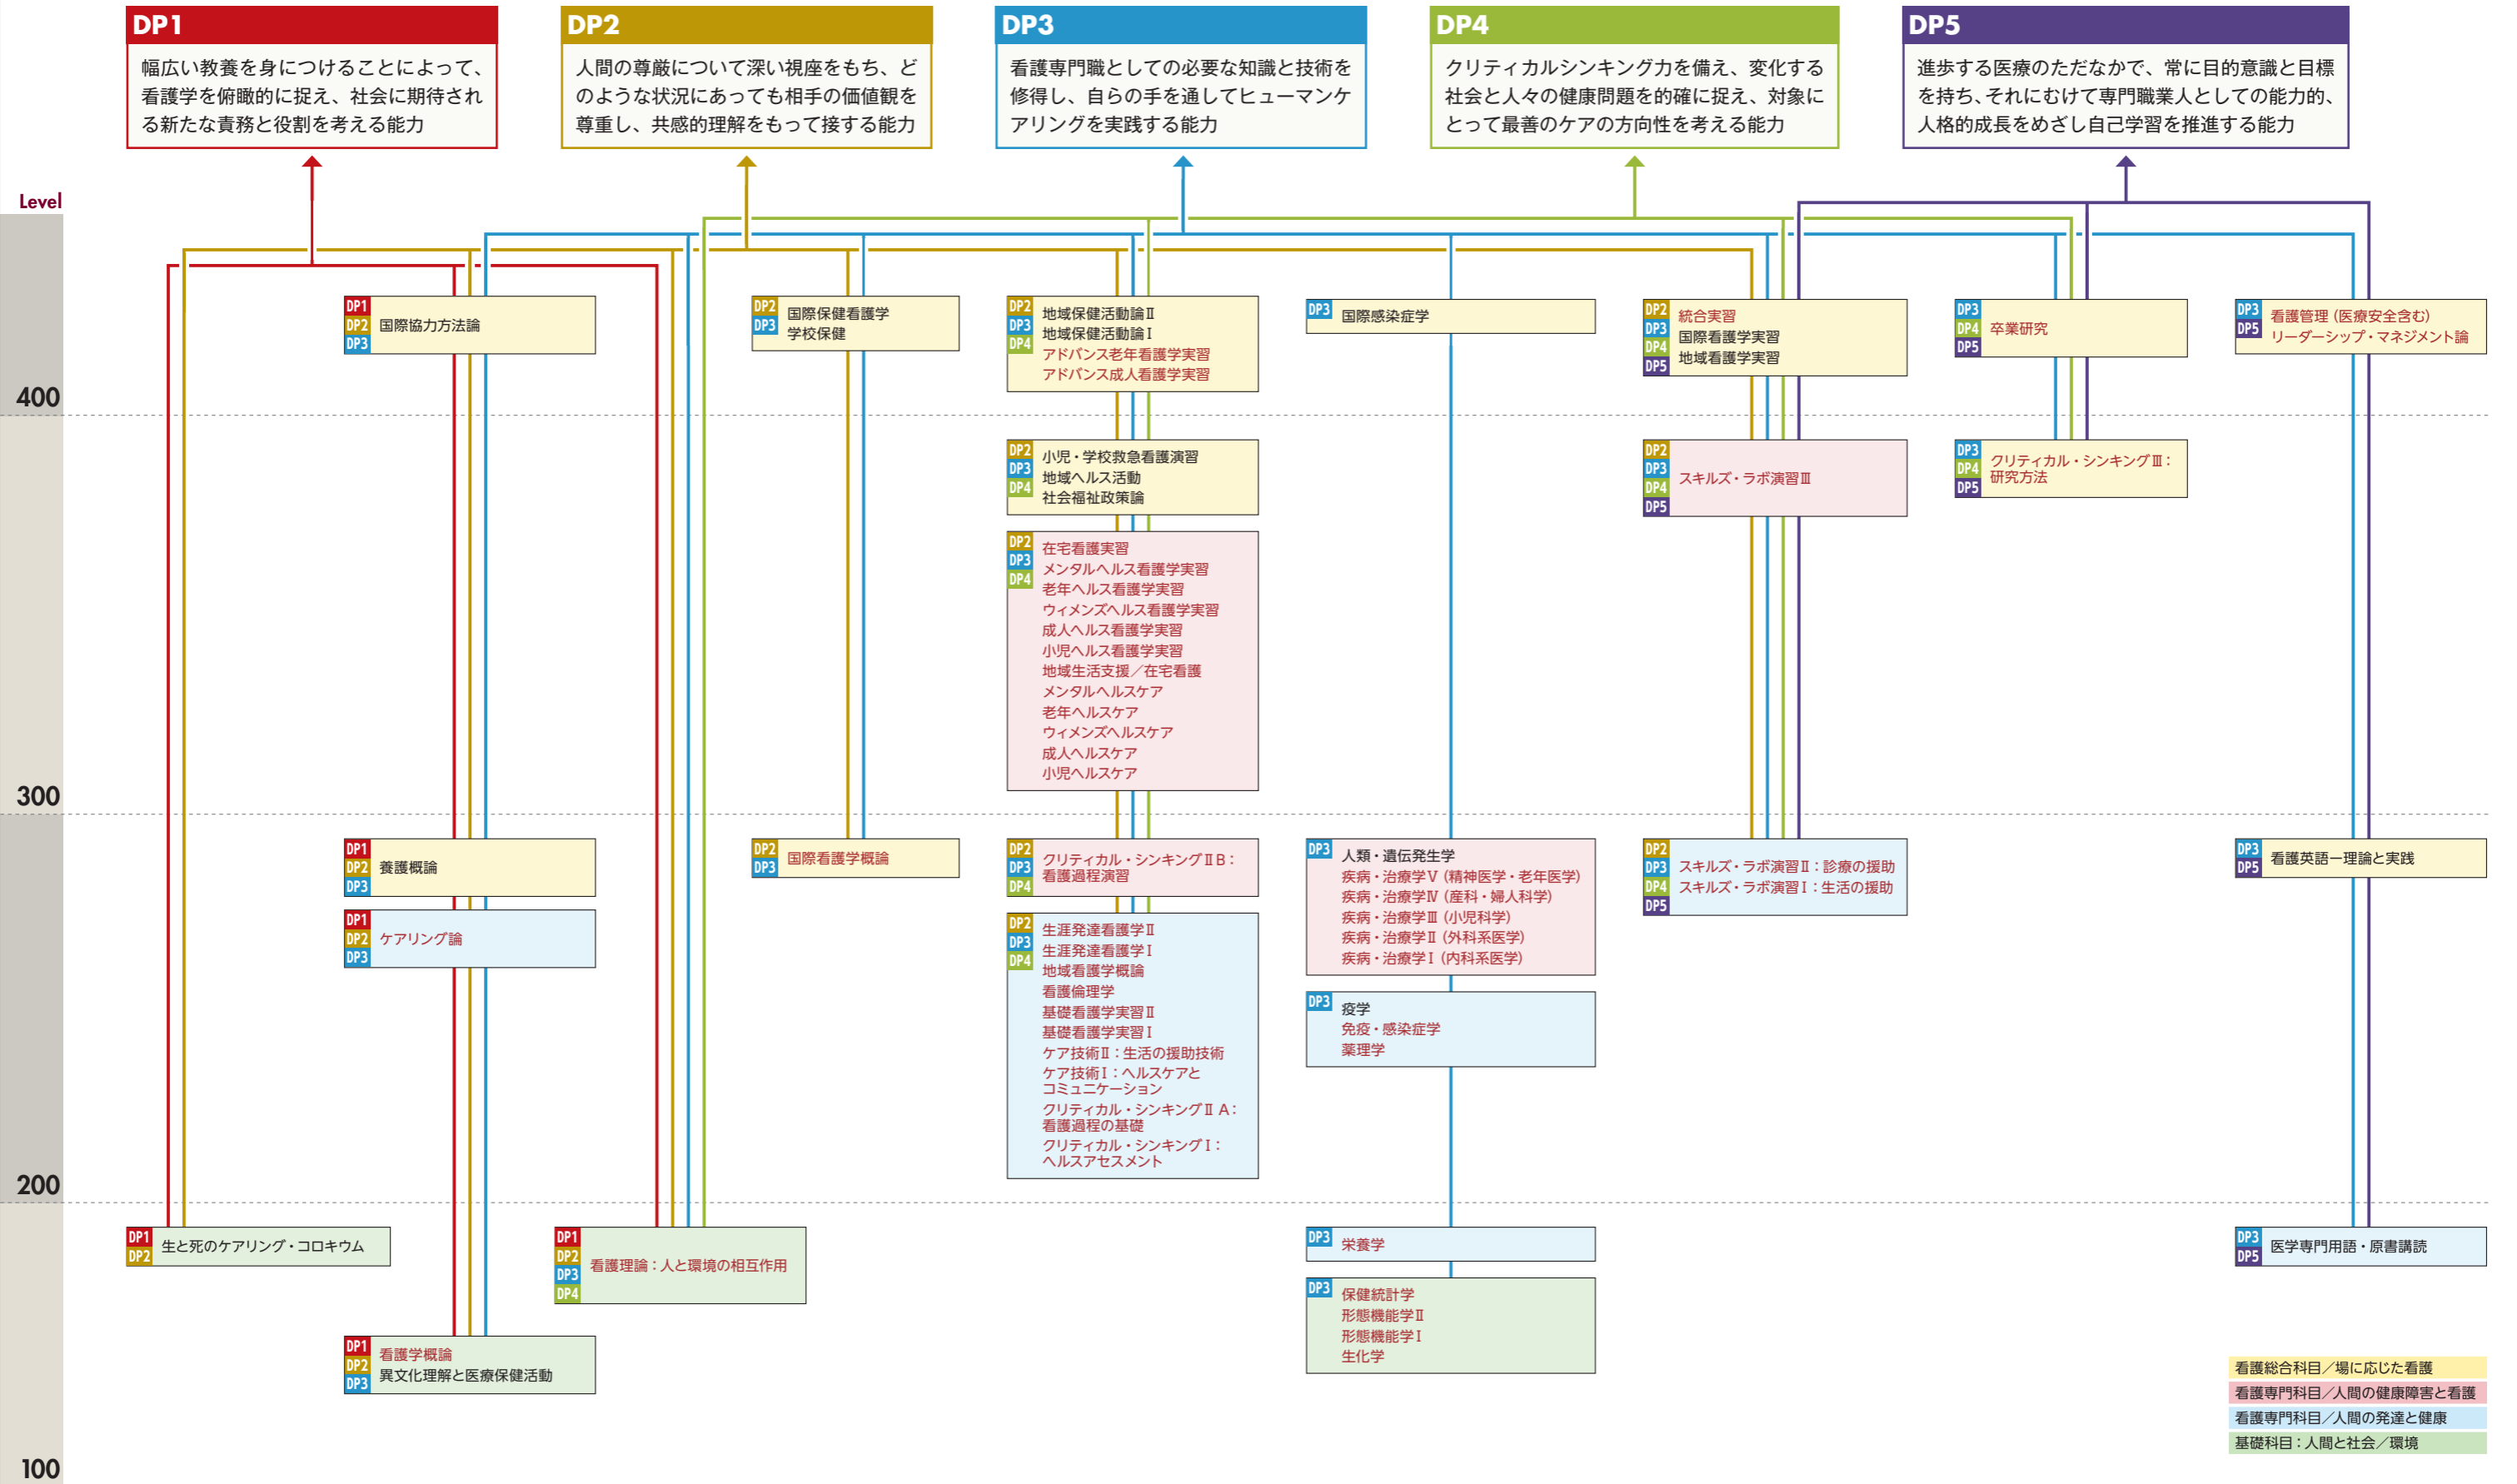 DP1
幅広い教養を身につけることによって、
看護学を俯瞰的に捉え、社会に期待され
る新たな責務と役割を考える能力
DP2
人間の尊厳について深い視座をもち、ど
のような状況にあっても相手の価値観を
尊重し、共感的理解をもって接する能力
DP3
看護専門職としての必要な知識と技術を
修得し、自らの手を通してヒューマンケ
アリングを実践する能力
DP4
クリティカルシンキング力を備え、変化する
社会と人々の健康問題を的確に捉え、対象に
とって最善のケアの方向性を考える能力
DP5
進歩する医療のただなかで、常に目的意識と目標
を持ち、それにむけて専門職業人としての能力的、
人格的成長をめざし自己学習を推進する能力
Level
DP1
DP2
DP3
国際協力方法論
DP2
DP3
国際保健看護学
学校保健
DP2
DP3
DP4
地域保健活動論Ⅱ
地域保健活動論Ⅰ
アドバンス老年看護学実習
アドバンス成人看護学実習
DP3
国際感染症学
DP2
DP3
DP4
DP5
統合実習
国際看護学実習
地域看護学実習
DP3
DP4
DP5
卒業研究
DP3
DP5
看護管理（医療安全含む）
リーダーシップ・マネジメント論
400
DP2
DP3
DP4
小児・学校救急看護演習
地域ヘルス活動
社会福祉政策論
DP2
DP3
DP4
DP5
スキルズ・ラボ演習Ⅲ
DP3
DP4
DP5
クリティカル・シンキングⅢ：
研究方法
DP2
DP3
DP4
在宅看護実習
メンタルヘルス看護学実習
老年ヘルス看護学実習
ウィメンズヘルス看護学実習
成人ヘルス看護学実習
小児ヘルス看護学実習
地域生活支援／在宅看護
メンタルヘルスケア
老年ヘルスケア
ウィメンズヘルスケア
成人ヘルスケア
小児ヘルスケア
300
DP1
DP2
DP3
養護概論
DP1
DP2
DP3
ケアリング論
DP2
DP3
国際看護学概論
DP2
DP3
DP4
クリティカル・シンキングⅡB：
看護過程演習
DP2
DP3
DP4
生涯発達看護学Ⅱ
生涯発達看護学Ⅰ
地域看護学概論
看護倫理学
基礎看護学実習Ⅱ
基礎看護学実習Ⅰ
ケア技術Ⅱ：生活の援助技術
ケア技術Ⅰ：ヘルスケアと
コミュニケーション
クリティカル・シンキングⅡ A：
看護過程の基礎
クリティカル・シンキングⅠ：
ヘルスアセスメント
DP3
人類・遺伝発生学
疾病・治療学Ⅴ（精神医学・老年医学）
疾病・治療学Ⅳ（産科・婦人科学）
疾病・治療学Ⅲ（小児科学）
疾病・治療学Ⅱ（外科系医学）
疾病・治療学Ⅰ（内科系医学）
DP3
疫学
免疫・感染症学
薬理学
DP2
DP3
DP4
DP5
スキルズ・ラボ演習Ⅱ：診療の援助
スキルズ・ラボ演習Ⅰ：生活の援助
DP3
DP5
看護英語ー理論と実践
200
DP1
DP2
生と死のケアリング・コロキウム
DP1
DP2
DP3
看護学概論
異文化理解と医療保健活動
DP1
DP2
DP3
DP4
看護理論：人と環境の相互作用
DP3
栄養学
DP3
保健統計学
形態機能学Ⅱ
形態機能学Ⅰ
生化学
DP3
DP5
医学専門用語・原書講読
100
看護総合科目／場に応じた看護
看護専門科目／人間の健康障害と看護
看護専門科目／人間の発達と健康
基礎科目：人間と社会／環境